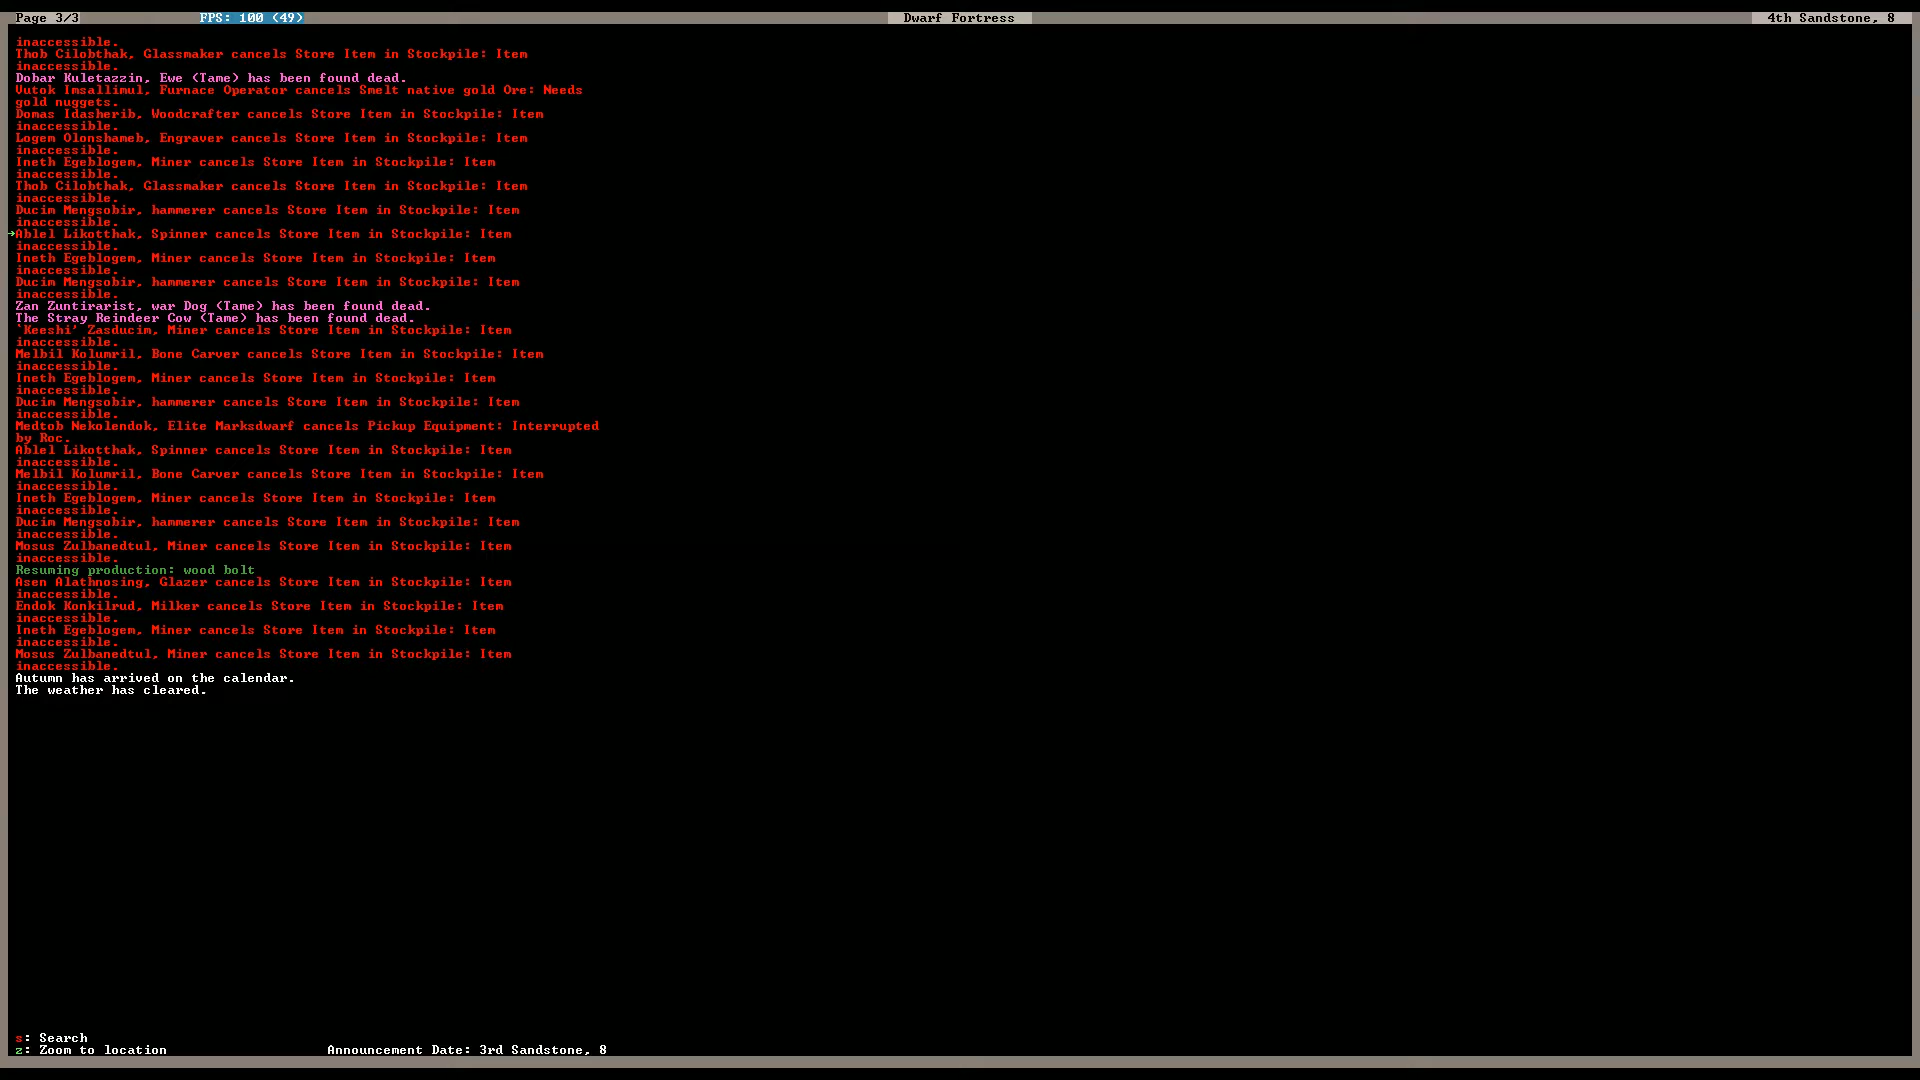 Page 3/3 FPS: 100 (49) Dwarf Fortress 4th Sandstone, 8
inaccessible.
Thob Cilobthak, Glassmaker cancels Store Item in Stockpile: Item
inaccessible.
Dobar Kuletazzin, Ewe (Tame) has been found dead.
Vutok Imsallimul, Furnace Operator cancels Smelt native gold Ore: Needs
gold nuggets.
Domas Idasherib, Woodcrafter cancels Store Item in Stockpile: Item
inaccessible.
Logem Olonshameb, Engraver cancels Store Item in Stockpile: Item
inaccessible.
Ineth Egeblogem, Miner cancels Store Item in Stockpile: Item
inaccessible.
Thob Cilobthak, Glassmaker cancels Store Item in Stockpile: Item
inaccessible.
Ducim Mengsobir, hammerer cancels Store Item in Stockpile: Item
inaccessible.
→Ablel Likotthak, Spinner cancels Store Item in Stockpile: Item
inaccessible.
Ineth Egeblogem, Miner cancels Store Item in Stockpile: Item
inaccessible.
Ducim Mengsobir, hammerer cancels Store Item in Stockpile: Item
inaccessible.
Zan Zuntirarist, war Dog (Tame) has been found dead.
The Stray Reindeer Cow (Tame) has been found dead.
`Keeshi' Zasducim, Miner cancels Store Item in Stockpile: Item
inaccessible.
Melbil Kolumril, Bone Carver cancels Store Item in Stockpile: Item
inaccessible.
Ineth Egeblogem, Miner cancels Store Item in Stockpile: Item
inaccessible.
Ducim Mengsobir, hammerer cancels Store Item in Stockpile: Item
inaccessible.
Medtob Nekolendok, Elite Marksdwarf cancels Pickup Equipment: Interrupted
by Roc.
Ablel Likotthak, Spinner cancels Store Item in Stockpile: Item
inaccessible.
Melbil Kolumril, Bone Carver cancels Store Item in Stockpile: Item
inaccessible.
Ineth Egeblogem, Miner cancels Store Item in Stockpile: Item
inaccessible.
Ducim Mengsobir, hammerer cancels Store Item in Stockpile: Item
inaccessible.
Mosus Zulbanedtul, Miner cancels Store Item in Stockpile: Item
inaccessible.
Resuming production: wood bolt
Asen Alathnosing, Glazer cancels Store Item in Stockpile: Item
inaccessible.
Endok Konkilrud, Milker cancels Store Item in Stockpile: Item
inaccessible.
Ineth Egeblogem, Miner cancels Store Item in Stockpile: Item
inaccessible.
Mosus Zulbanedtul, Miner cancels Store Item in Stockpile: Item
inaccessible.
Autumn has arrived on the calendar.
The weather has cleared.
s: Search
z: Zoom to location Announcement Date: 3rd Sandstone, 8